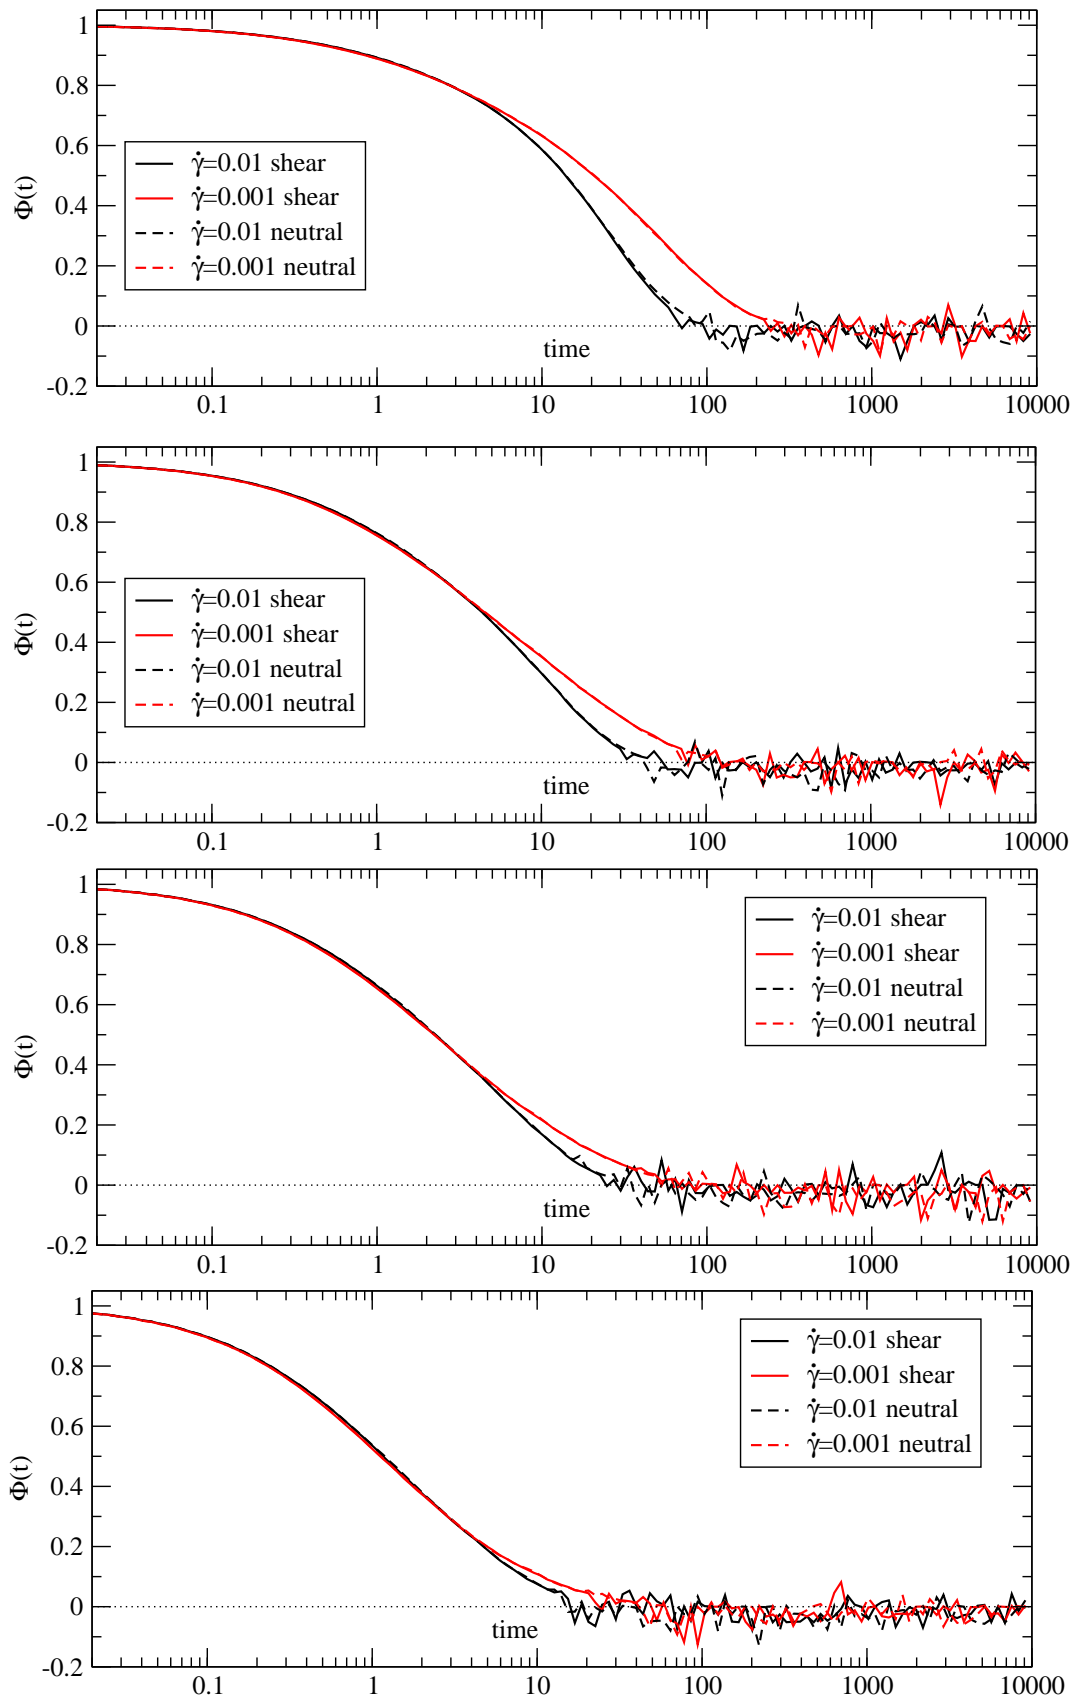 1
0.8
0.6
0.4
0.2
0
-0.2
Φ(t)
γ̇=0.01 shear
γ̇=0.001 shear
γ̇=0.01 neutral
γ̇=0.001 neutral
time
0.1 1 10 100 1000 10000
1
0.8
0.6
0.4
0.2
0
-0.2
Φ(t)
γ̇=0.01 shear
γ̇=0.001 shear
γ̇=0.01 neutral
γ̇=0.001 neutral
time
0.1 1 10 100 1000 10000
1
0.8
0.6
0.4
0.2
0
-0.2
Φ(t)
γ̇=0.01 shear
γ̇=0.001 shear
γ̇=0.01 neutral
γ̇=0.001 neutral
time
0.1 1 10 100 1000 10000
1
0.8
0.6
0.4
0.2
0
-0.2
Φ(t)
γ̇=0.01 shear
γ̇=0.001 shear
γ̇=0.01 neutral
γ̇=0.001 neutral
time
0.1 1 10 100 1000 10000